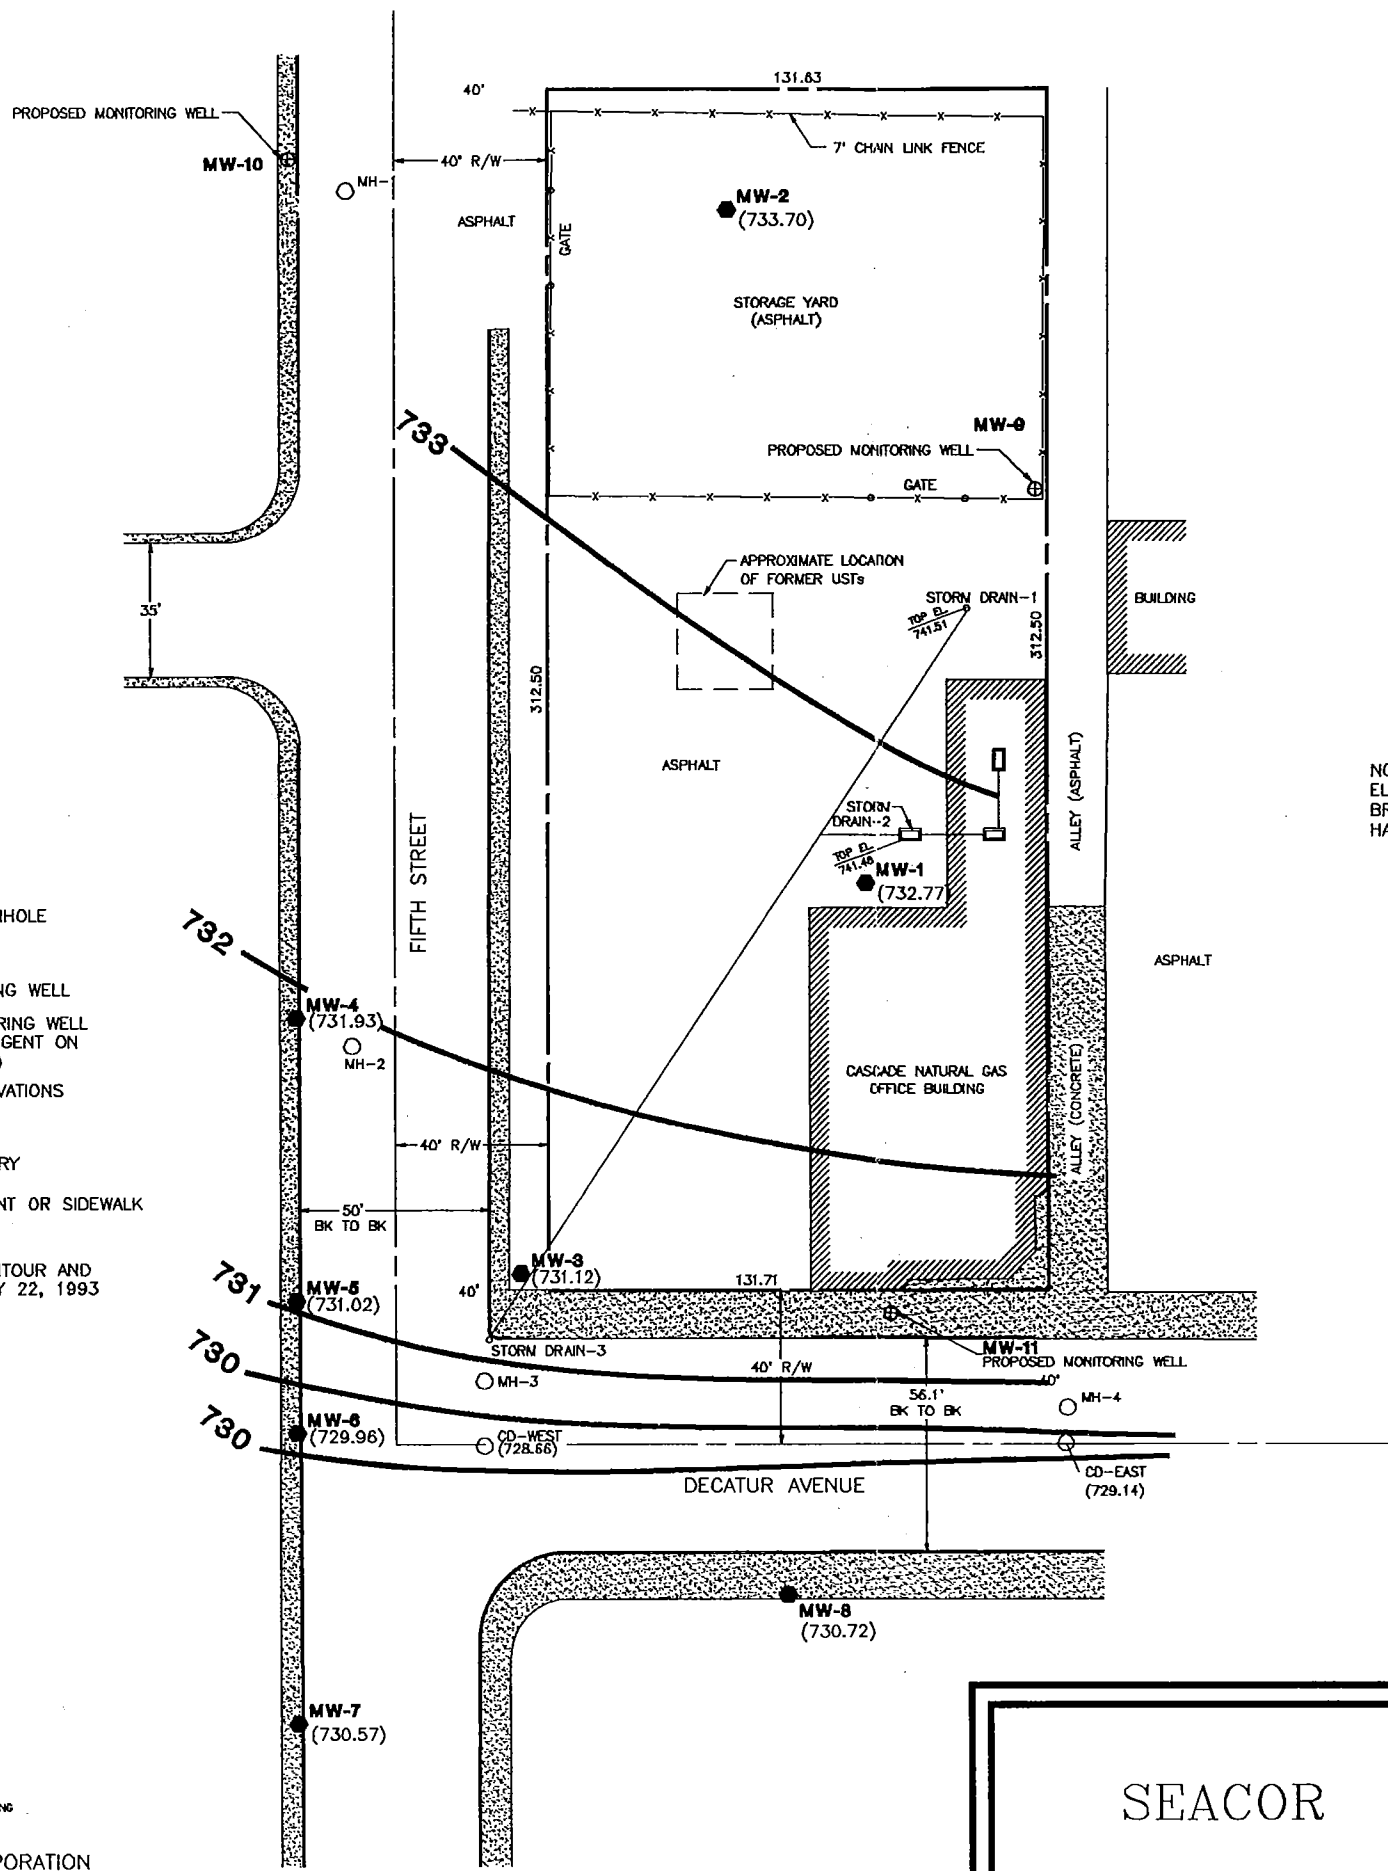 131.63
40'
PROPOSED MONITORING WELL
MW-10
MH-
40' R/W
7' CHAIN LINK FENCE
MW-2
(733.70)
ASPHALT
GATE
STORAGE YARD
(ASPHALT)
733
MW-9
PROPOSED MONITORING WELL
GATE
APPROXIMATE LOCATION
OF FORMER USTs
STORM DRAIN-1
TOP EL.
741.51
BUILDING
35'
312.50
312.50
ASPHALT
ALLEY (ASPHALT)
STORM
DRAIN-2
TOP EL.
MW-1
(732.77)
FIFTH STREET
732
ASPHALT
MW-4
(731.93)
MH-2
CASCADE NATURAL GAS
OFFICE BUILDING
ALLEY (CONCRETE)
40' R/W
50'
BK TO BK
NG WELL
RING WELL
GENT ON
VATIONS
RY
NT OR SIDEWALK
TOUR AND
Y 22, 1993
731
MW-3
(731.12)
131.71
40'
MW-5
(731.02)
730
STORM DRAIN-3
MW-11
PROPOSED MONITORING WELL
40' R/W
40'
MH-3
56.1'
BK TO BK
MH-4
730
MW-6
(729.96)
CD-WEST
(728.66)
DECATUR AVENUE
CD-EAST
(729.14)
MW-8
(730.72)
MW-7
(730.57)
SEACOR
NG
PORATION
NO
EL
BR
HA